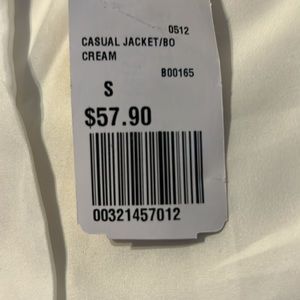 0512
CASUAL JACKET/BO
CREAM
B00165
S
$57.90
00321457012